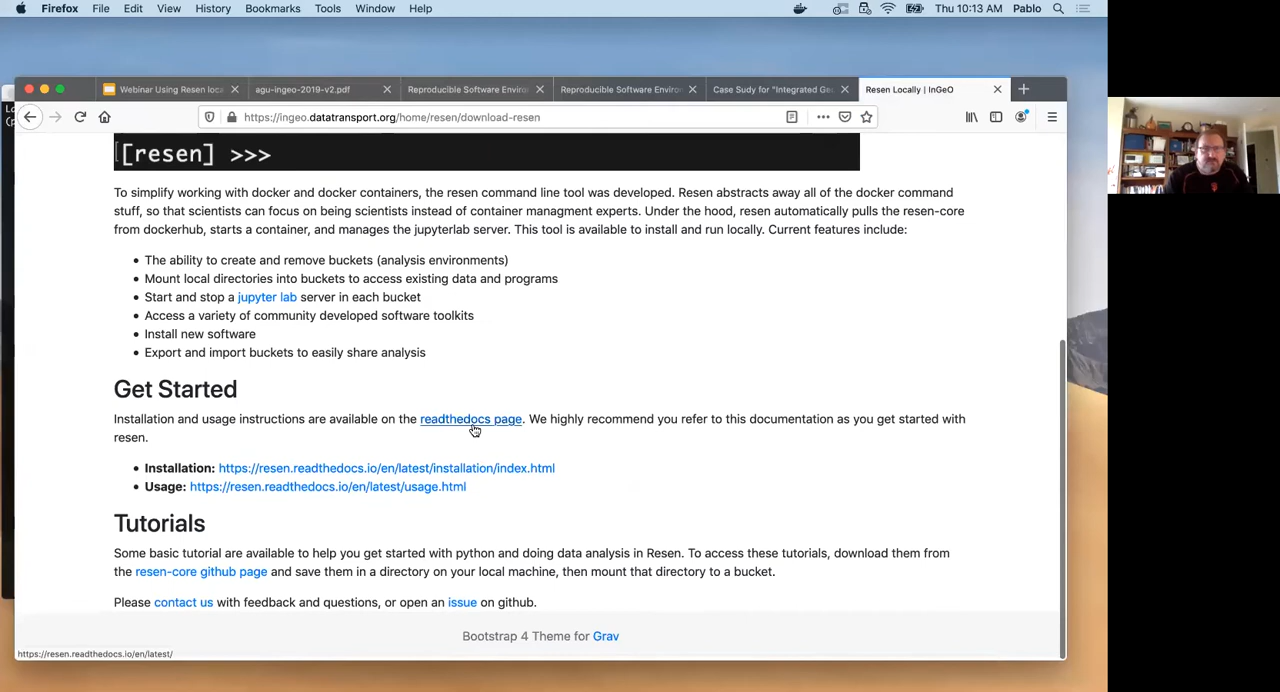 Firefox File Edit View History Bookmarks Tools Window Help Thu 10:13 AM Pablo
Webinar Using Resen loc agu-ingeo-2019-v2.pdf Reproducible Software Enviro Reproducible Software Environ Case Sudy for "Integrated Ge Resen Locally | InGeO
https://ingeo.datatransport.org/home/resen/download-resen
[resen] >>>
To simplify working with docker and docker containers, the resen command line tool was developed. Resen abstracts away all of the docker command
stuff, so that scientists can focus on being scientists instead of container managment experts. Under the hood, resen automatically pulls the resen-core
from dockerhub, starts a container, and manages the jupyterlab server. This tool is available to install and run locally. Current features include:
• The ability to create and remove buckets (analysis environments)
• Mount local directories into buckets to access existing data and programs
• Start and stop a jupyter lab server in each bucket
• Access a variety of community developed software toolkits
• Install new software
• Export and import buckets to easily share analysis
Get Started
Installation and usage instructions are available on the readthedocs page. We highly recommend you refer to this documentation as you get started with
resen.
• Installation: https://resen.readthedocs.io/en/latest/installation/index.html
• Usage: https://resen.readthedocs.io/en/latest/usage.html
Tutorials
Some basic tutorial are available to help you get started with python and doing data analysis in Resen. To access these tutorials, download them from
the resen-core github page and save them in a directory on your local machine, then mount that directory to a bucket.
Please contact us with feedback and questions, or open an issue on github.
Bootstrap 4 Theme for Grav
https://resen.readthedocs.io/en/latest/